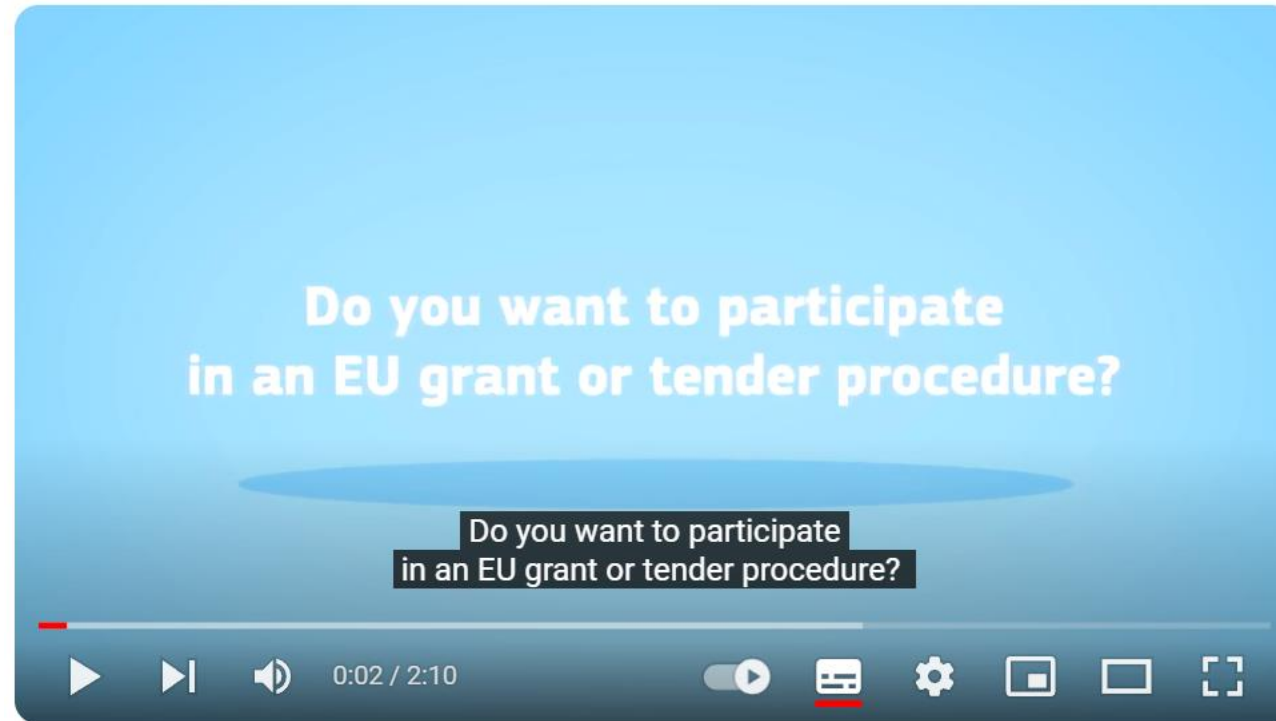 Do you want to participate
in an EU grant or tender procedure?
Do you want to participate
in an EU grant or tender procedure?
0:02 / 2:10